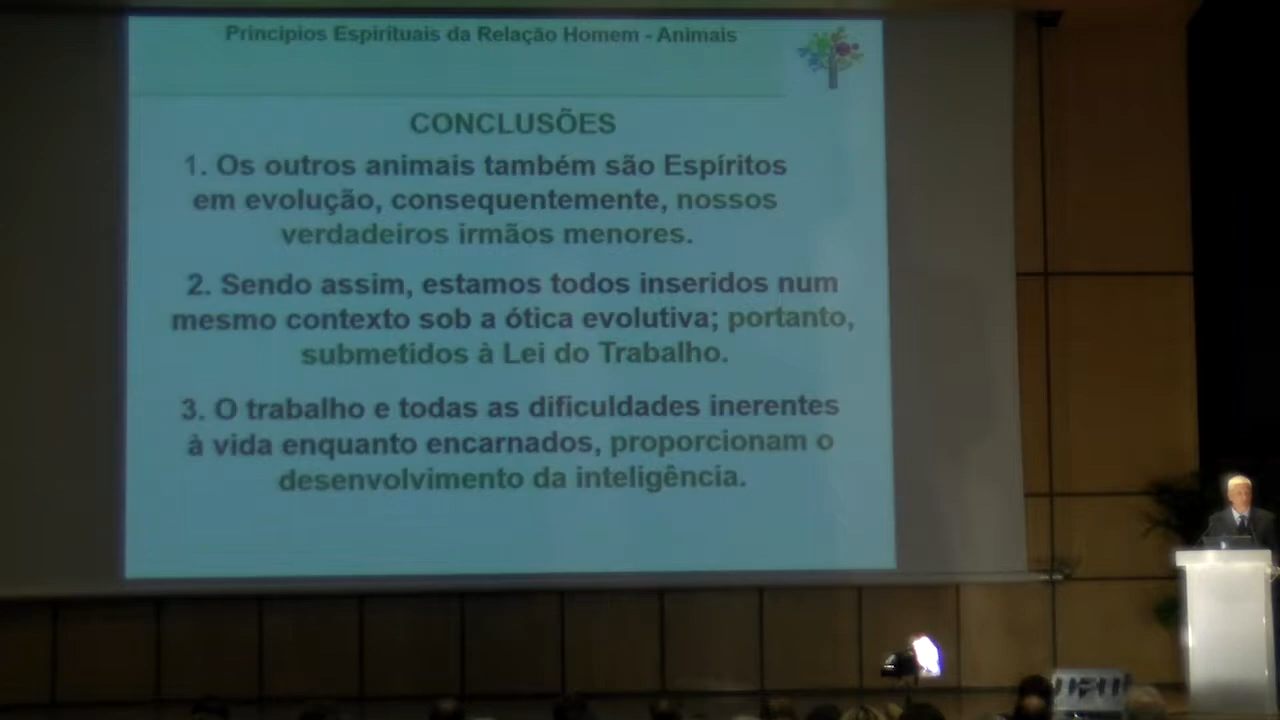 Princípios Espirituais da Relação Homem - Animais
CONCLUSÕES
1. Os outros animais também são Espíritos
em evolução, consequentemente, nossos
verdadeiros irmãos menores.
2. Sendo assim, estamos todos inseridos num
mesmo contexto sob a ótica evolutiva; portanto,
submetidos à Lei do Trabalho.
3. O trabalho e todas as dificuldades inerentes
à vida enquanto encarnados, proporcionam o
desenvolvimento da inteligência.